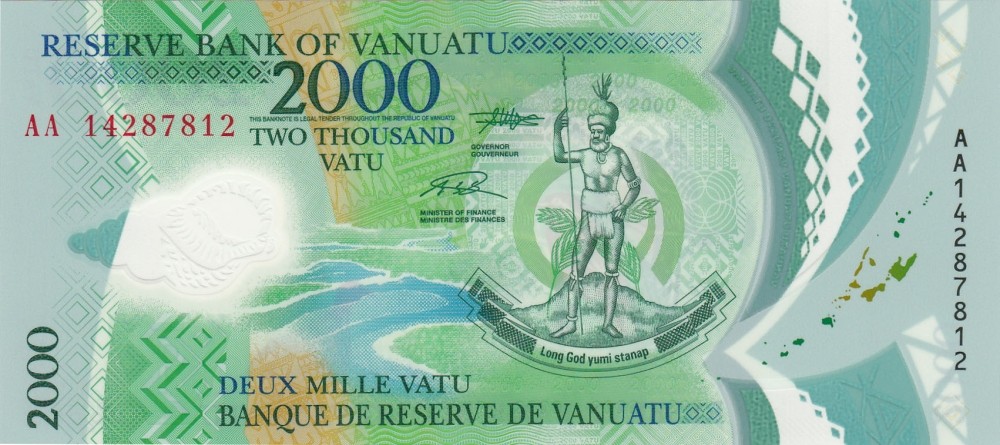 RESERVE BANK OF VANUATU
2000
THIS BANKNOTE IS LEGAL TENDER THROUGHOUT THE REPUBLIC OF VANUATU
AA 14287812
TWO THOUSAND
VATU
2000 2000
GOVERNOR
GOUVERNEUR
MINISTER OF FINANCE
MINISTRE DES FINANCES
Long God yumi stanap
AA14287812
2000
DEUX MILLE VATU
BANQUE DE RESERVE DE VANUATU